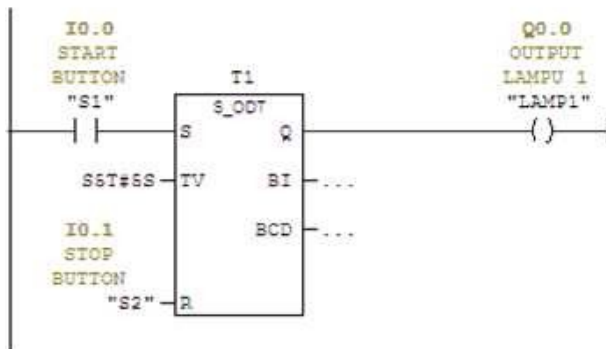 I0.0
START
BUTTON
"S1"
T1
S_ODT
S
Q
S5T#5S
TV
BI
...
BCD
...
I0.1
STOP
BUTTON
"S2"
R
Q0.0
OUTPUT
LAMPU 1
"LAMP1"